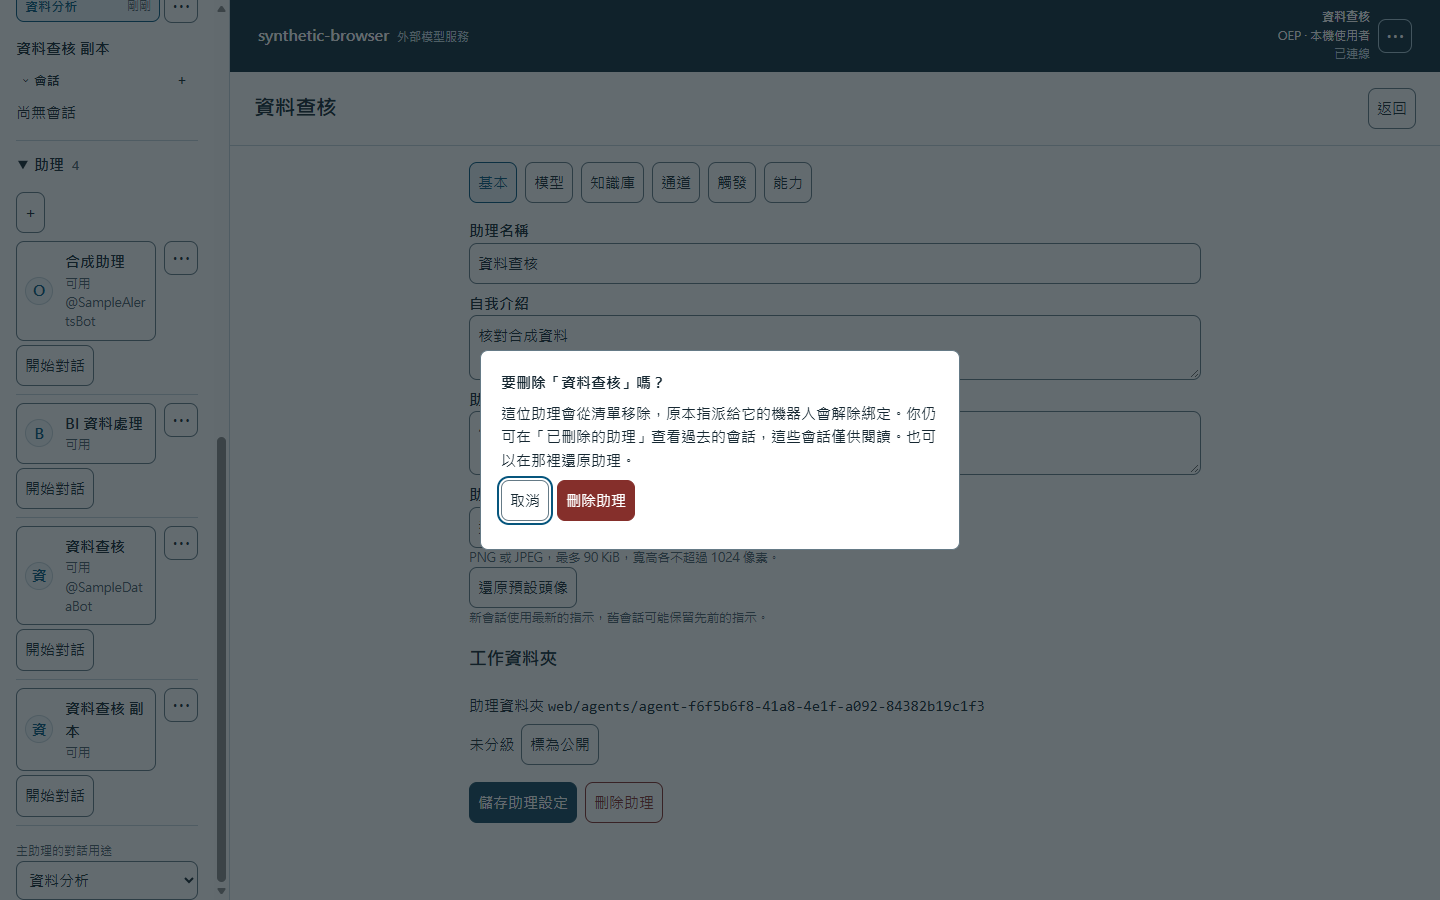 資料分析 剛剛
資料查核 副本
會話 +
尚無會話
助理 4
+
合成助理
可用
@SampleAler
tsBot
O
開始對話
BI 資料處理
可用
B
開始對話
資料查核
可用
@SampleDat
aBot
資
開始對話
資料查核 副
本
可用
資
開始對話
主助理的對話用途
資料分析
synthetic-browser 外部模型服務
資料查核
OEP · 本機使用者
已連線
資料查核
返回
基本 模型 知識庫 通道 觸發 能力
助理名稱
資料查核
自我介紹
核對合成資料
要刪除「資料查核」嗎？
這位助理會從清單移除，原本指派給它的機器人會解除綁定。你仍
可在「已刪除的助理」查看過去的會話，這些會話僅供閱讀。也可
以在那裡還原助理。
取消 刪除助理
PNG 或 JPEG，最多 90 KiB，寬高各不超過 1024 像素。
還原預設頭像
新會話使用最新的指示，舊會話可能保留先前的指示。
工作資料夾
助理資料夾 web/agents/agent-f6f5b6f8-41a8-4e1f-a092-84382b19c1f3
未分級 標為公開
儲存助理設定 刪除助理